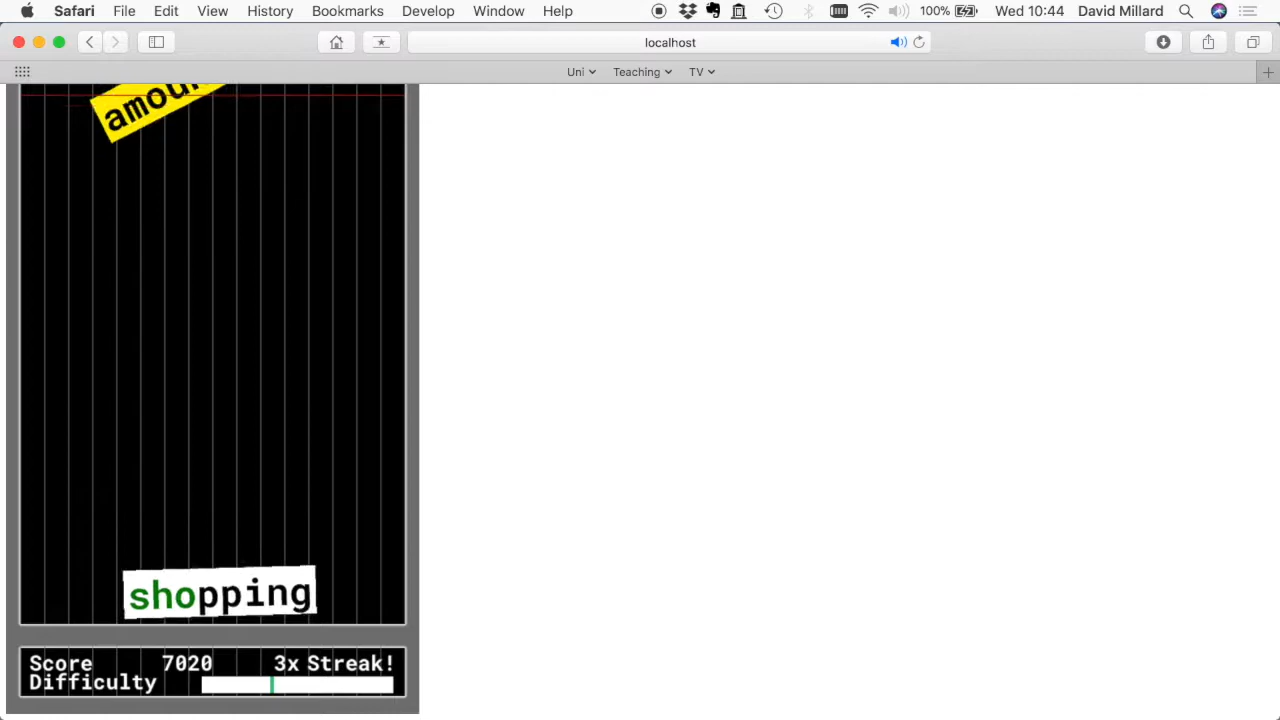 Safari File Edit View History Bookmarks Develop Window Help 100% Wed 10:44 David Millard
localhost
Uni Teaching TV
shopping
Score 7020 3x Streak!
Difficulty